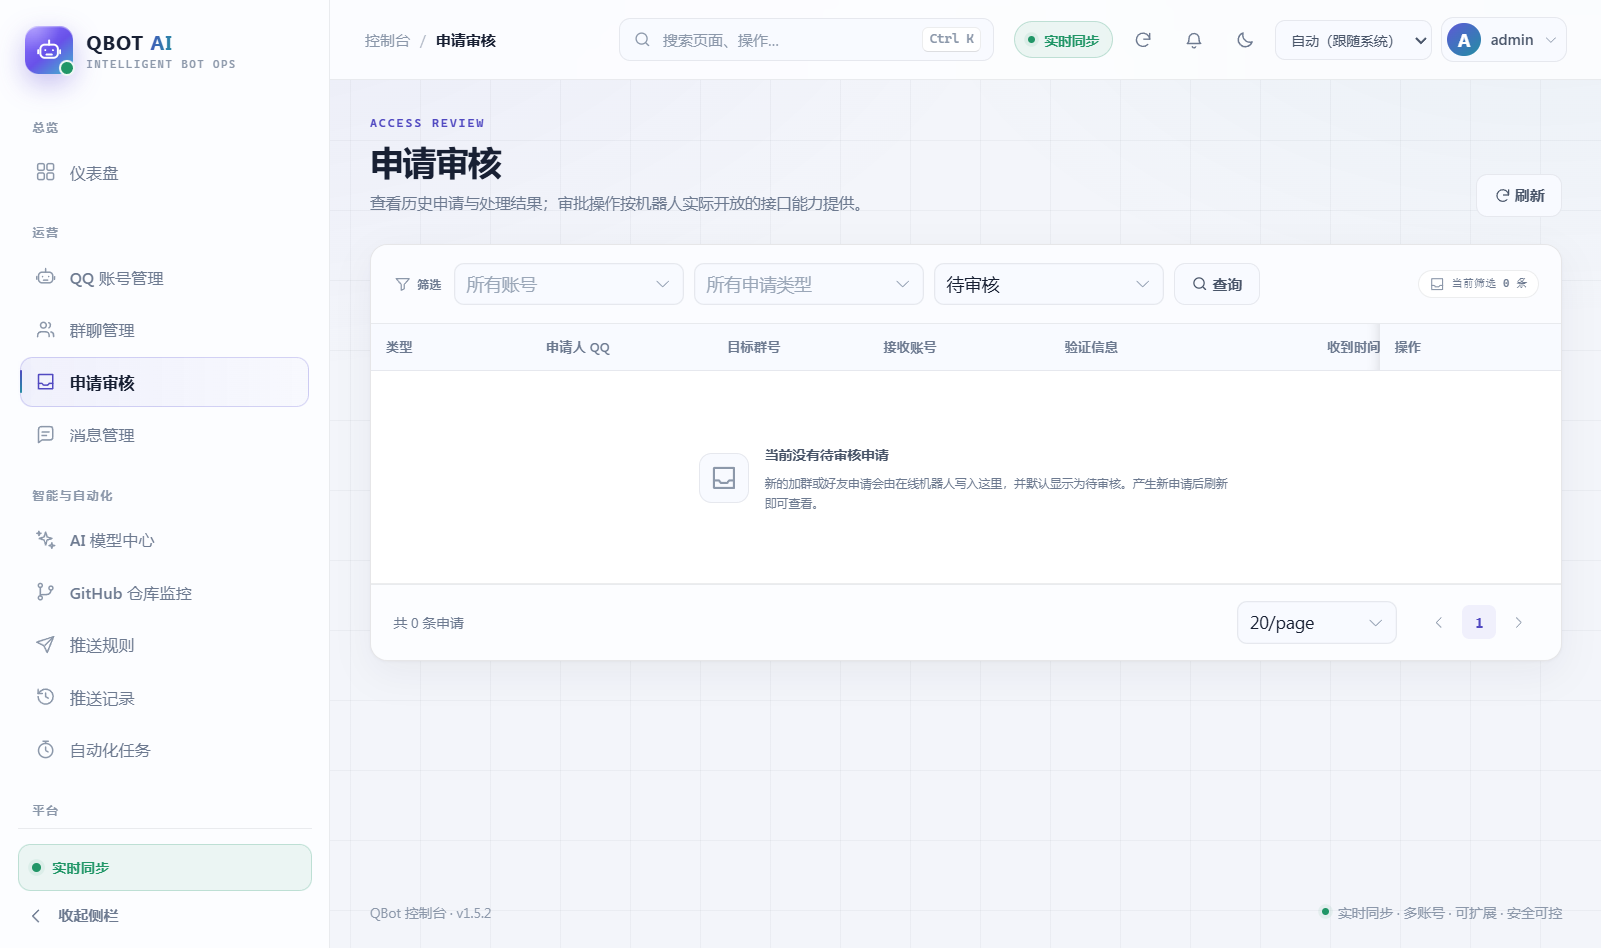 QBOT AI
INTELLIGENT BOT OPS
总览
仪表盘
运营
QQ 账号管理
群聊管理
申请审核
消息管理
智能与自动化
AI 模型中心
GitHub 仓库监控
推送规则
推送记录
自动化任务
平台
实时同步
收起侧栏
控制台 / 申请审核
搜索页面、操作... Ctrl K
实时同步
自动（跟随系统）
A admin
ACCESS REVIEW
申请审核
查看历史申请与处理结果；审批操作按机器人实际开放的接口能力提供。
刷新
筛选 所有账号 所有申请类型 待审核 查询 当前筛选 0 条
类型 申请人 QQ 目标群号 接收账号 验证信息 收到时间 操作
当前没有待审核申请
新的加群或好友申请会由在线机器人写入这里，并默认显示为待审核。产生新申请后刷新
即可查看。
共 0 条申请 20/page 1
QBot 控制台 · v1.5.2
实时同步 · 多账号 · 可扩展 · 安全可控